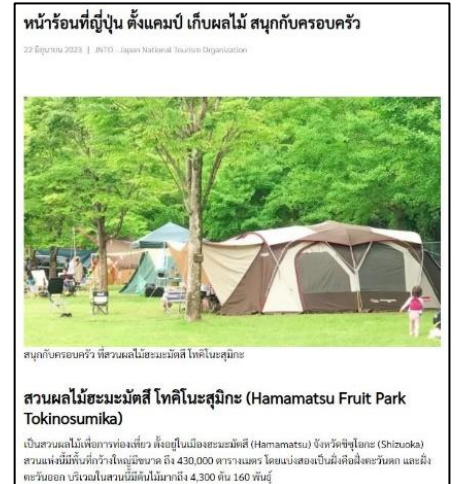 หน้าร้อนที่ญี่ปุ่น ตั้งแคมป์ เก็บผลไม้ สนุกกับครอบครัว
22 มิถุนายน 2023 | JNTO - Japan National Tourism Organization
สนุกกับครอบครัว ที่สวนผลไม้ฮะมะมัตสึ โทคิโนะสุมิกะ
สวนผลไม้ฮะมะมัตสึ โทคิโนะสุมิกะ (Hamamatsu Fruit Park
Tokinosumika)
เป็นสวนผลไม้เพื่อการท่องเที่ยว ตั้งอยู่ในเมืองฮะมะมัตสึ (Hamamatsu) จังหวัดชิซุโอกะ (Shizuoka)
สวนแห่งนี้มีพื้นที่กว้างใหญ่มีขนาด ถึง 430,000 ตารางเมตร โดยแบ่งสองเป็นฝั่งคือฝั่งตะวันตก และฝั่ง
ตะวันออก บริเวณในสวนนี้มีต้นไม้มากถึง 4,300 ต้น 160 พันธุ์